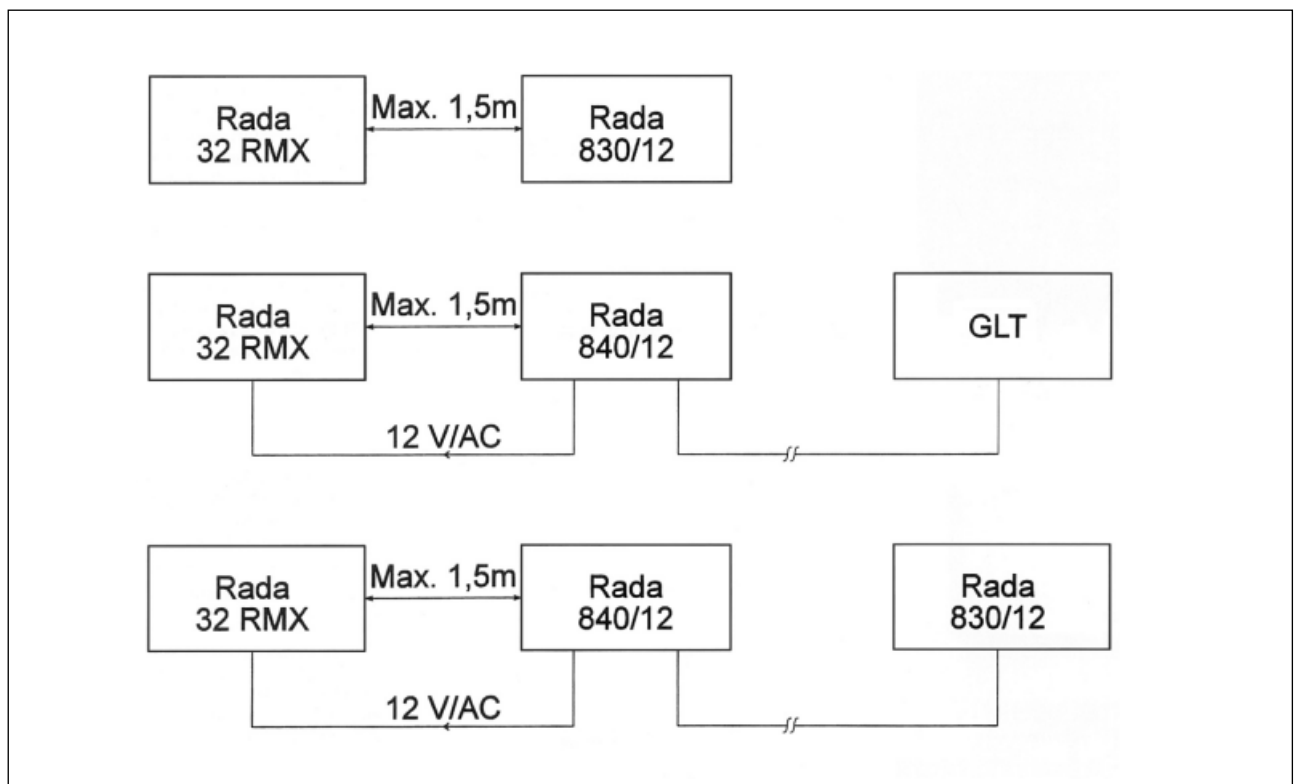 Rada
32 RMX
Max. 1,5m
Rada
830/12
Rada
32 RMX
Max. 1,5m
Rada
840/12
GLT
12 V/AC
Rada
32 RMX
Max. 1,5m
Rada
840/12
Rada
830/12
12 V/AC